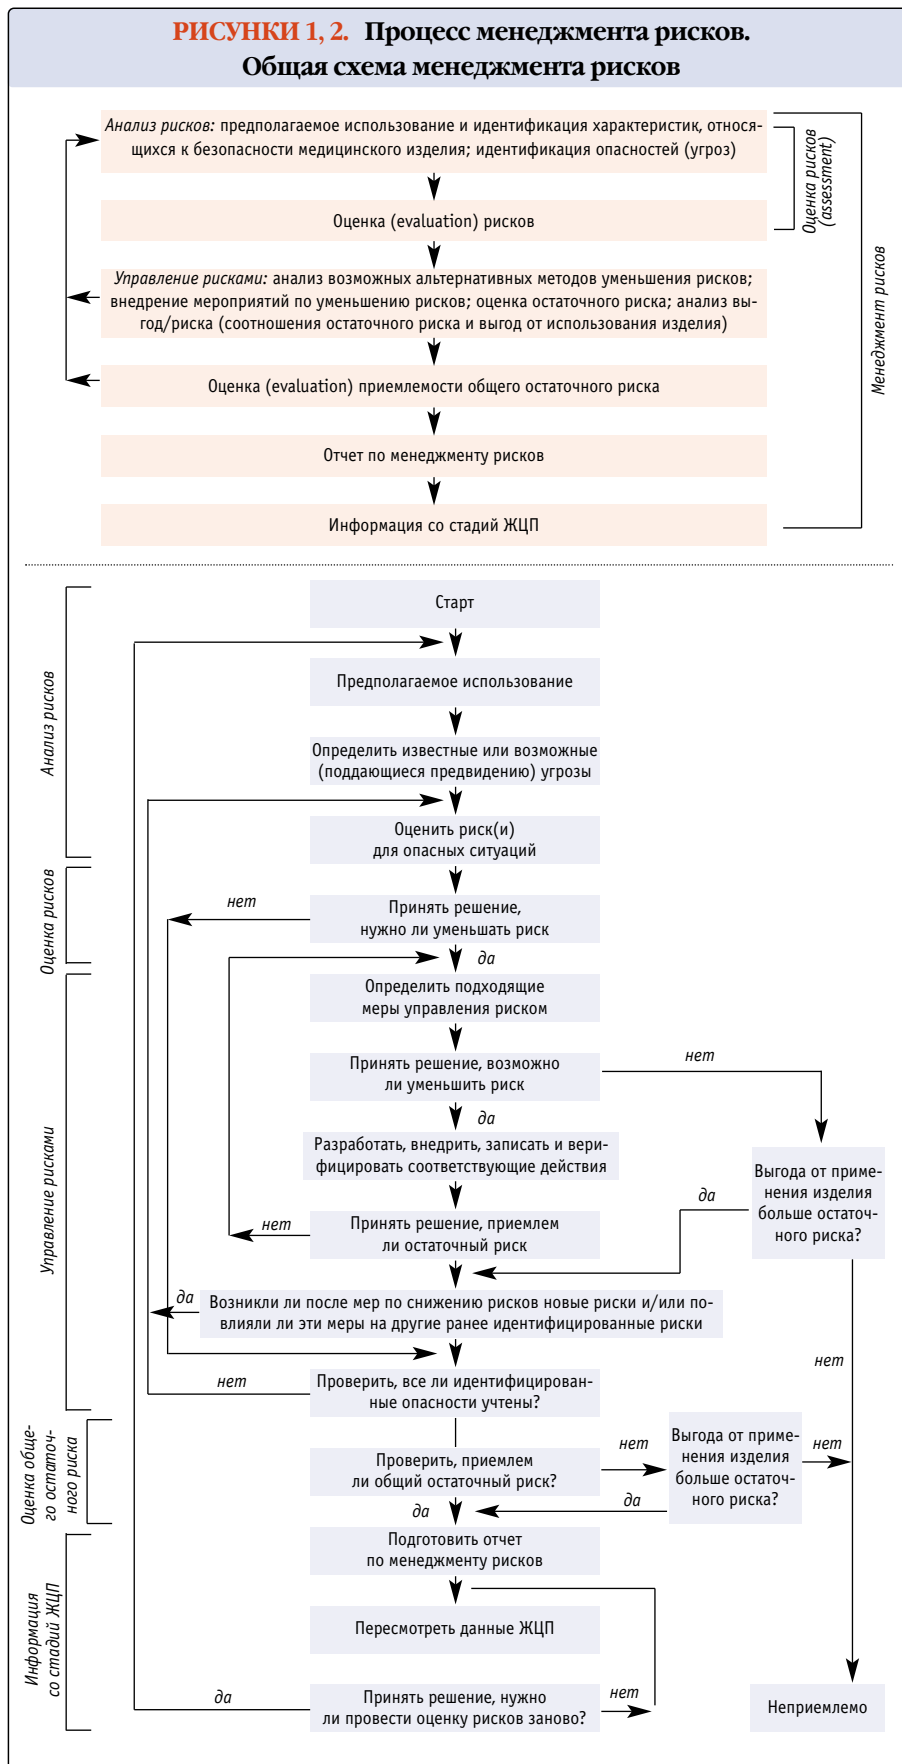 РИСУНКИ 1, 2. Процесс менеджмента рисков.
Общая схема менеджмента рисков
Анализ рисков: предполагаемое использование и идентификация характеристик, относя-
щихся к безопасности медицинского изделия; идентификация опасностей (угроз)
Оценка рисков
(assessment)
Оценка (evaluation) рисков
Управление рисками: анализ возможных альтернативных методов уменьшения рисков;
внедрение мероприятий по уменьшению рисков; оценка остаточного риска; анализ вы-
год/риска (соотношения остаточного риска и выгод от использования изделия)
Менеджмент рисков
Оценка (evaluation) приемлемости общего остаточного риска
Отчет по менеджменту рисков
Информация со стадий ЖЦП
Анализ рисков
Старт
Предполагаемое использование
Определить известные или возможные
(поддающиеся предвидению) угрозы
Оценить риск(и)
для опасных ситуаций
Оценка рисков
нет
Принять решение,
нужно ли уменьшать риск
да
Управление рисками
Определить подходящие
меры управления риском
Принять решение, возможно
ли уменьшить риск
нет
да
Разработать, внедрить, записать и вери-
фицировать соответствующие действия
Выгода от приме-
нения изделия
больше остаточ-
ного риска?
да
нет
Принять решение, приемлем
ли остаточный риск
да
Возникли ли после мер по снижению рисков новые риски и/или по-
влияли ли эти меры на другие ранее идентифицированные риски
нет
нет
Проверить, все ли идентифицирован-
ные опасности учтены?
Оценка обще-
го остаточ-
ного риска
Проверить, приемлем
ли общий остаточный риск?
нет
Выгода от приме-
нения изделия
больше остаточ-
ного риска?
нет
да
да
Информация
со стадий ЖЦП
Подготовить отчет
по менеджменту рисков
Пересмотреть данные ЖЦП
да
Принять решение, нужно
ли провести оценку рисков заново?
нет
Неприемлемо